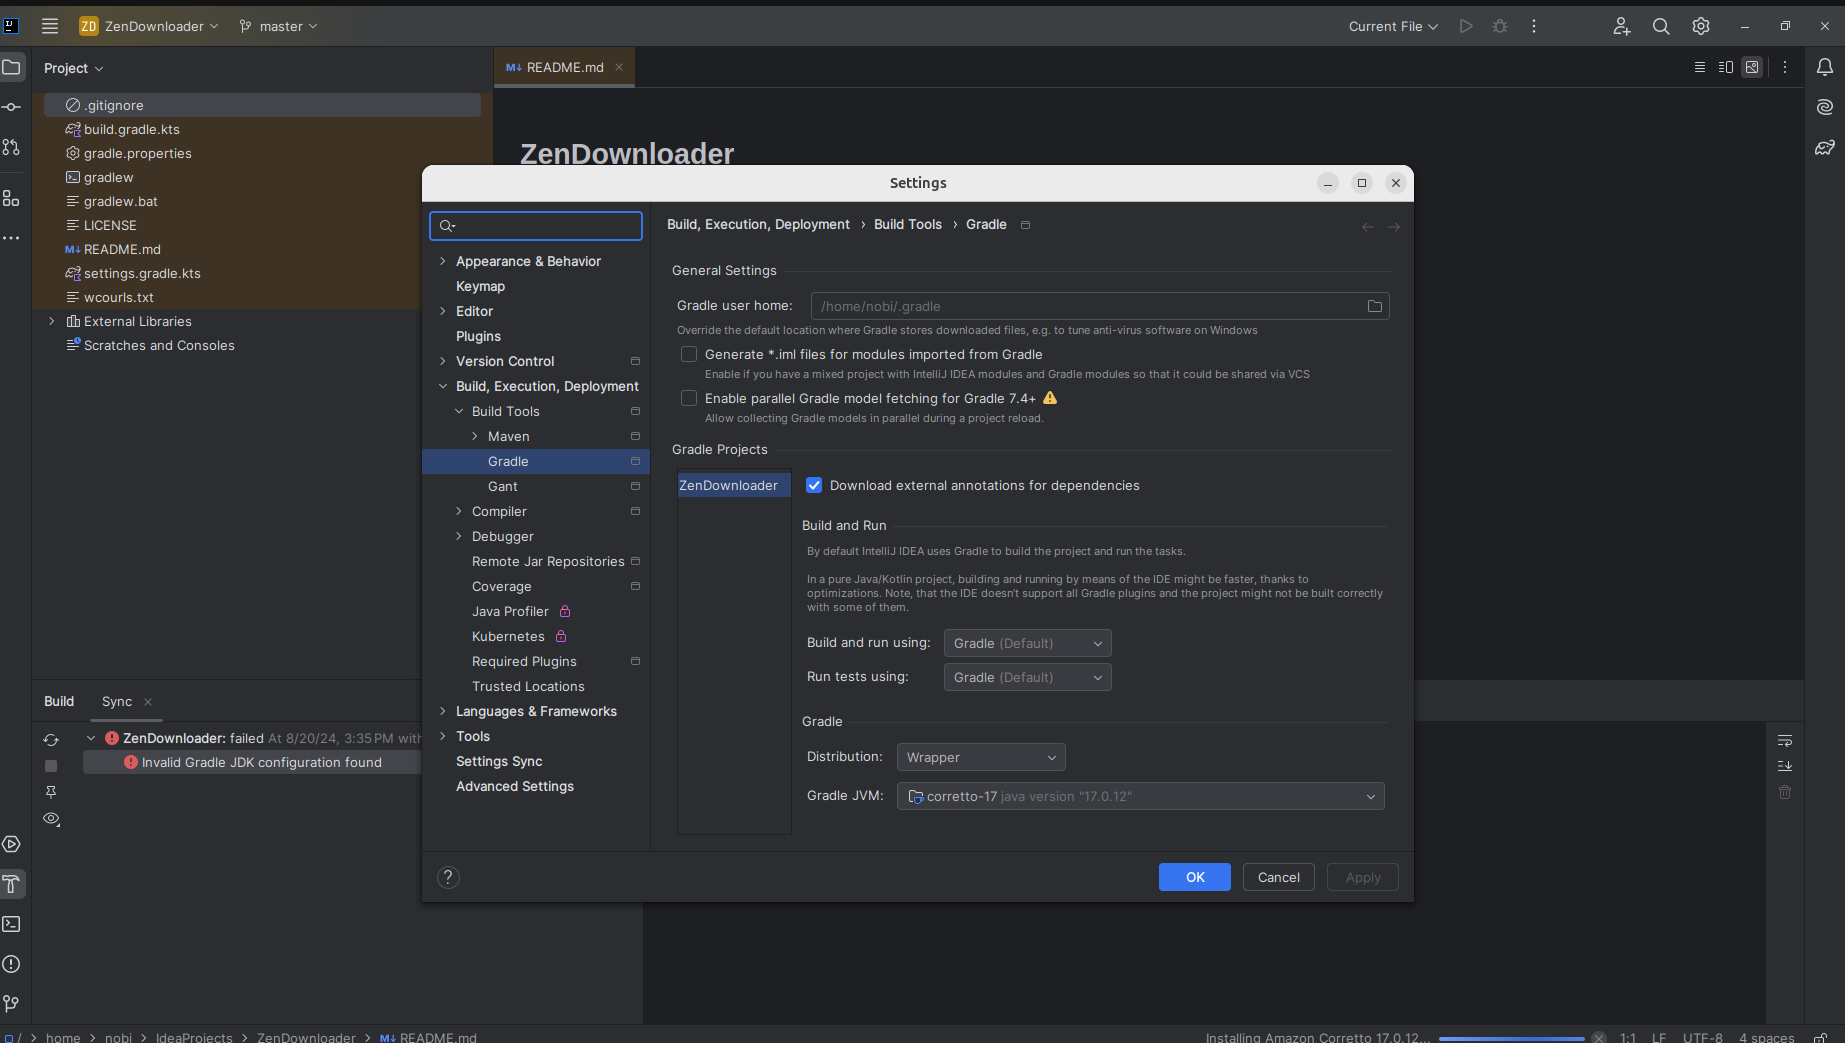 ZD ZenDownloader master Current File
Project
M↓ README.md
.gitignore
build.gradle.kts
gradle.properties
gradlew
gradlew.bat
LICENSE
M↓ README.md
settings.gradle.kts
wcourls.txt
External Libraries
Scratches and Consoles
ZenDownloader
Settings
Appearance & Behavior
Keymap
Editor
Plugins
Version Control
Build, Execution, Deployment
Build Tools
Maven
Gradle
Gant
Compiler
Debugger
Remote Jar Repositories
Coverage
Java Profiler
Kubernetes
Required Plugins
Trusted Locations
Languages & Frameworks
Tools
Settings Sync
Advanced Settings
Build, Execution, Deployment › Build Tools › Gradle
General Settings
Gradle user home: /home/nobi/.gradle
Override the default location where Gradle stores downloaded files, e.g. to tune anti-virus software on Windows
Generate *.iml files for modules imported from Gradle
Enable if you have a mixed project with IntelliJ IDEA modules and Gradle modules so that it could be shared via VCS
Enable parallel Gradle model fetching for Gradle 7.4+
Allow collecting Gradle models in parallel during a project reload.
Gradle Projects
ZenDownloader
Download external annotations for dependencies
Build and Run
By default IntelliJ IDEA uses Gradle to build the project and run the tasks.
In a pure Java/Kotlin project, building and running by means of the IDE might be faster, thanks to
optimizations. Note, that the IDE doesn't support all Gradle plugins and the project might not be built correctly
with some of them.
Build and run using: Gradle (Default)
Run tests using: Gradle (Default)
Gradle
Distribution: Wrapper
Gradle JVM: corretto-17 java version "17.0.12"
? OK Cancel Apply
Build Sync
ZenDownloader: failed At 8/20/24, 3:35 PM with
Invalid Gradle JDK configuration found
/ > home > nobi > IdeaProjects > ZenDownloader > M↓ README.md
Installing Amazon Corretto 17.0.12... 1:1 LF UTF-8 4 spaces